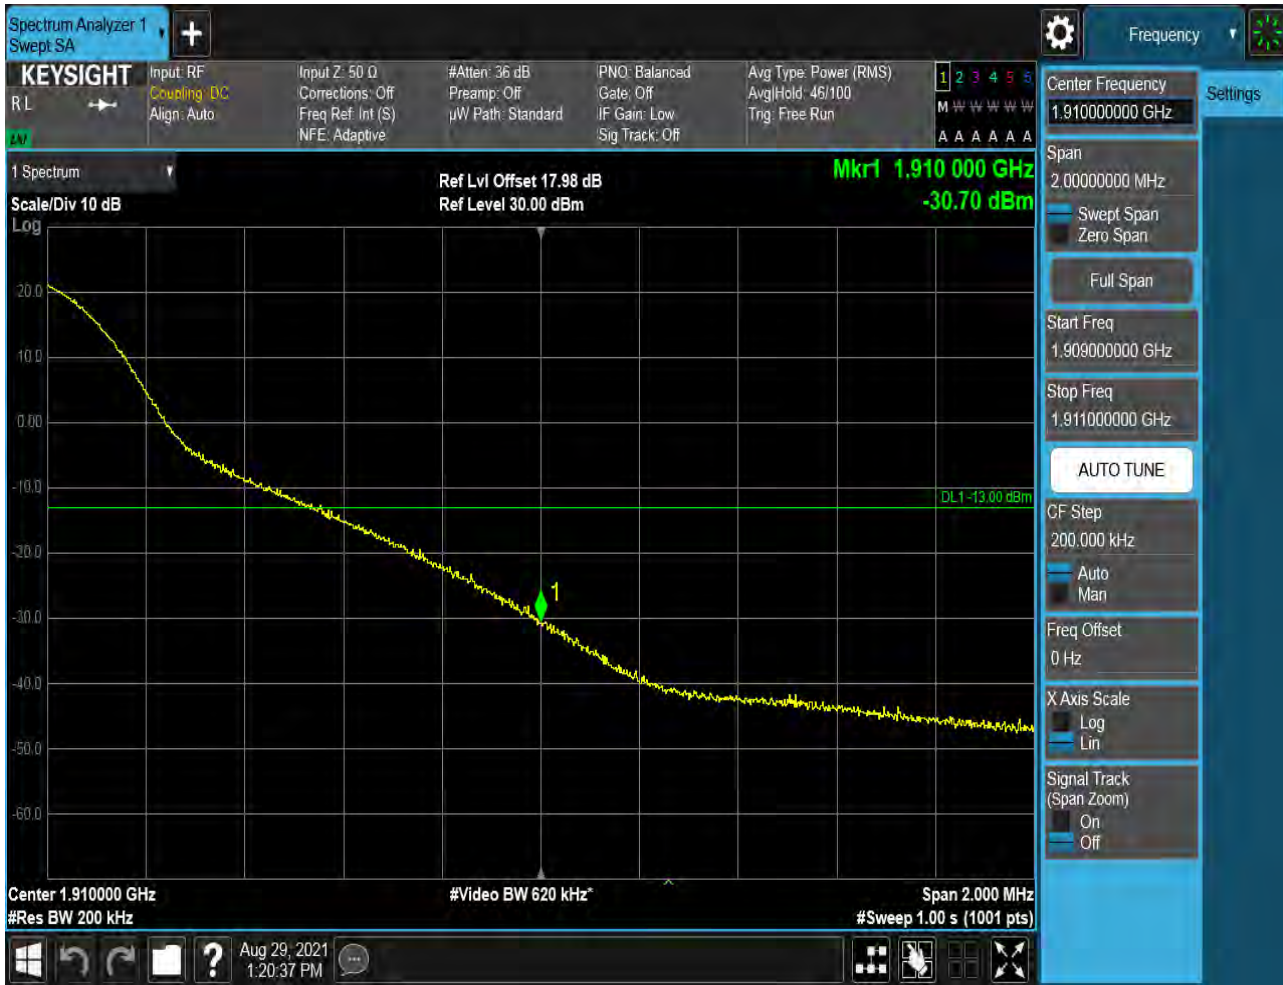 Spectrum Analyzer 1
Swept SA
Frequency
KEYSIGHT
R L
Input: RF
Coupling: DC
Align: Auto
Input Z: 50 Ω
Corrections: Off
Freq Ref: Int (S)
NFE: Adaptive
#Atten: 36 dB
Preamp: Off
µW Path: Standard
PNO: Balanced
Gate: Off
IF Gain: Low
Sig Track: Off
Avg Type: Power (RMS)
Avg|Hold: 46/100
Trig: Free Run
1 2 3 4 5 6
M W W W W W
A A A A A A
1 Spectrum
Scale/Div 10 dB
Log
Ref Lvl Offset 17.98 dB
Ref Level 30.00 dBm
Mkr1 1.910 000 GHz
-30.70 dBm
20.0
10.0
0.00
-10.0
DL1 -13.00 dBm
-20.0
1
-30.0
-40.0
-50.0
-60.0
Center 1.910000 GHz
#Res BW 200 kHz
#Video BW 620 kHz*
Span 2.000 MHz
#Sweep 1.00 s (1001 pts)
Aug 29, 2021
1:20:37 PM
Center Frequency
1.910000000 GHz
Settings
Span
2.00000000 MHz
Swept Span
Zero Span
Full Span
Start Freq
1.909000000 GHz
Stop Freq
1.911000000 GHz
AUTO TUNE
CF Step
200.000 kHz
Auto
Man
Freq Offset
0 Hz
X Axis Scale
Log
Lin
Signal Track
(Span Zoom)
On
Off